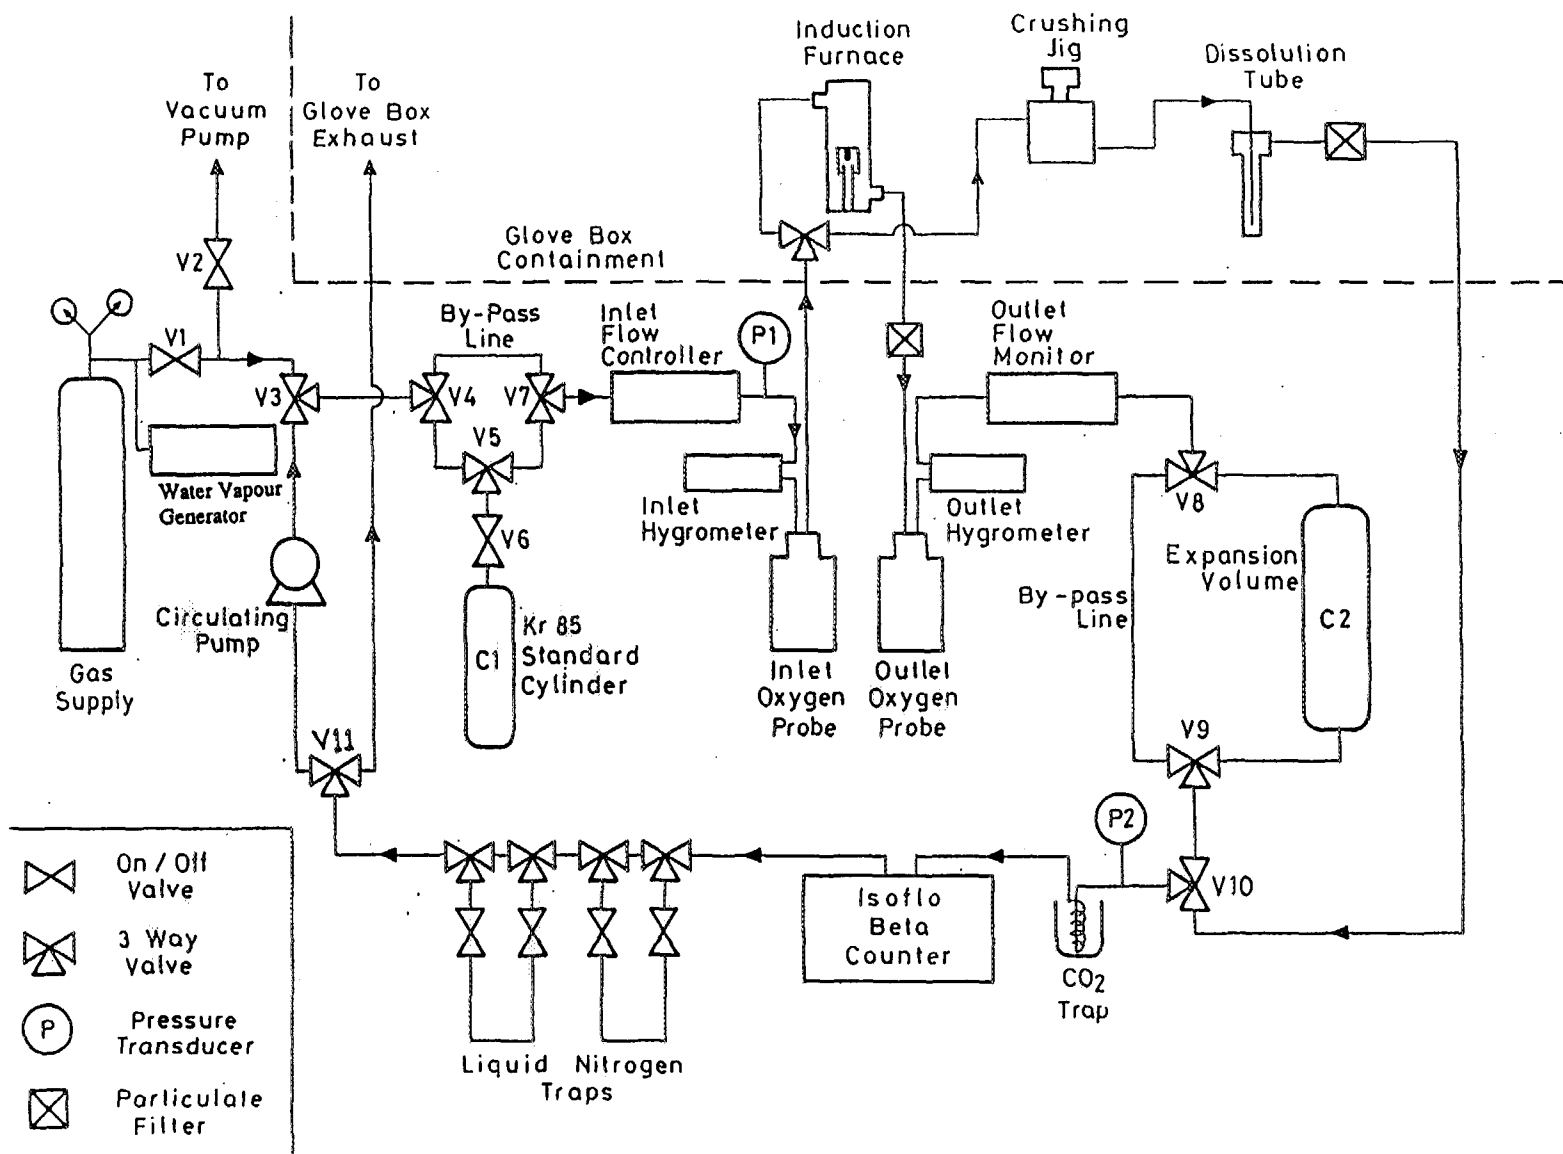 Induction
Furnace
Crushing
Jig
Dissolution
Tube
To
Vacuum
Pump
To
Glove Box
Exhaust
V2
Glove Box
Containment
V1
By-Pass
Line
Inlet
Flow
Controller
P1
Outlet
Flow
Monitor
V3
V4
V7
V5
Water Vapour
Generator
Inlet
Hygrometer
Outlet
Hygrometer
V8
V6
Expansion
Volume
By-pass
Line
C2
Circulating
Pump
C1
Kr 85
Standard
Cylinder
Gas
Supply
Inlet
Oxygen
Probe
Outlet
Oxygen
Probe
V11
V9
P2
V10
Isoflo
Beta
Counter
CO2
Trap
Liquid Nitrogen
Traps
On / Off
Valve
3 Way
Valve
P
Pressure
Transducer
Particulate
Filter